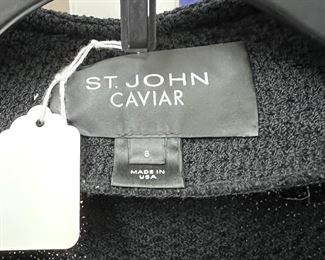 ST. JOHN
CAVIAR
8
MADE IN
USA